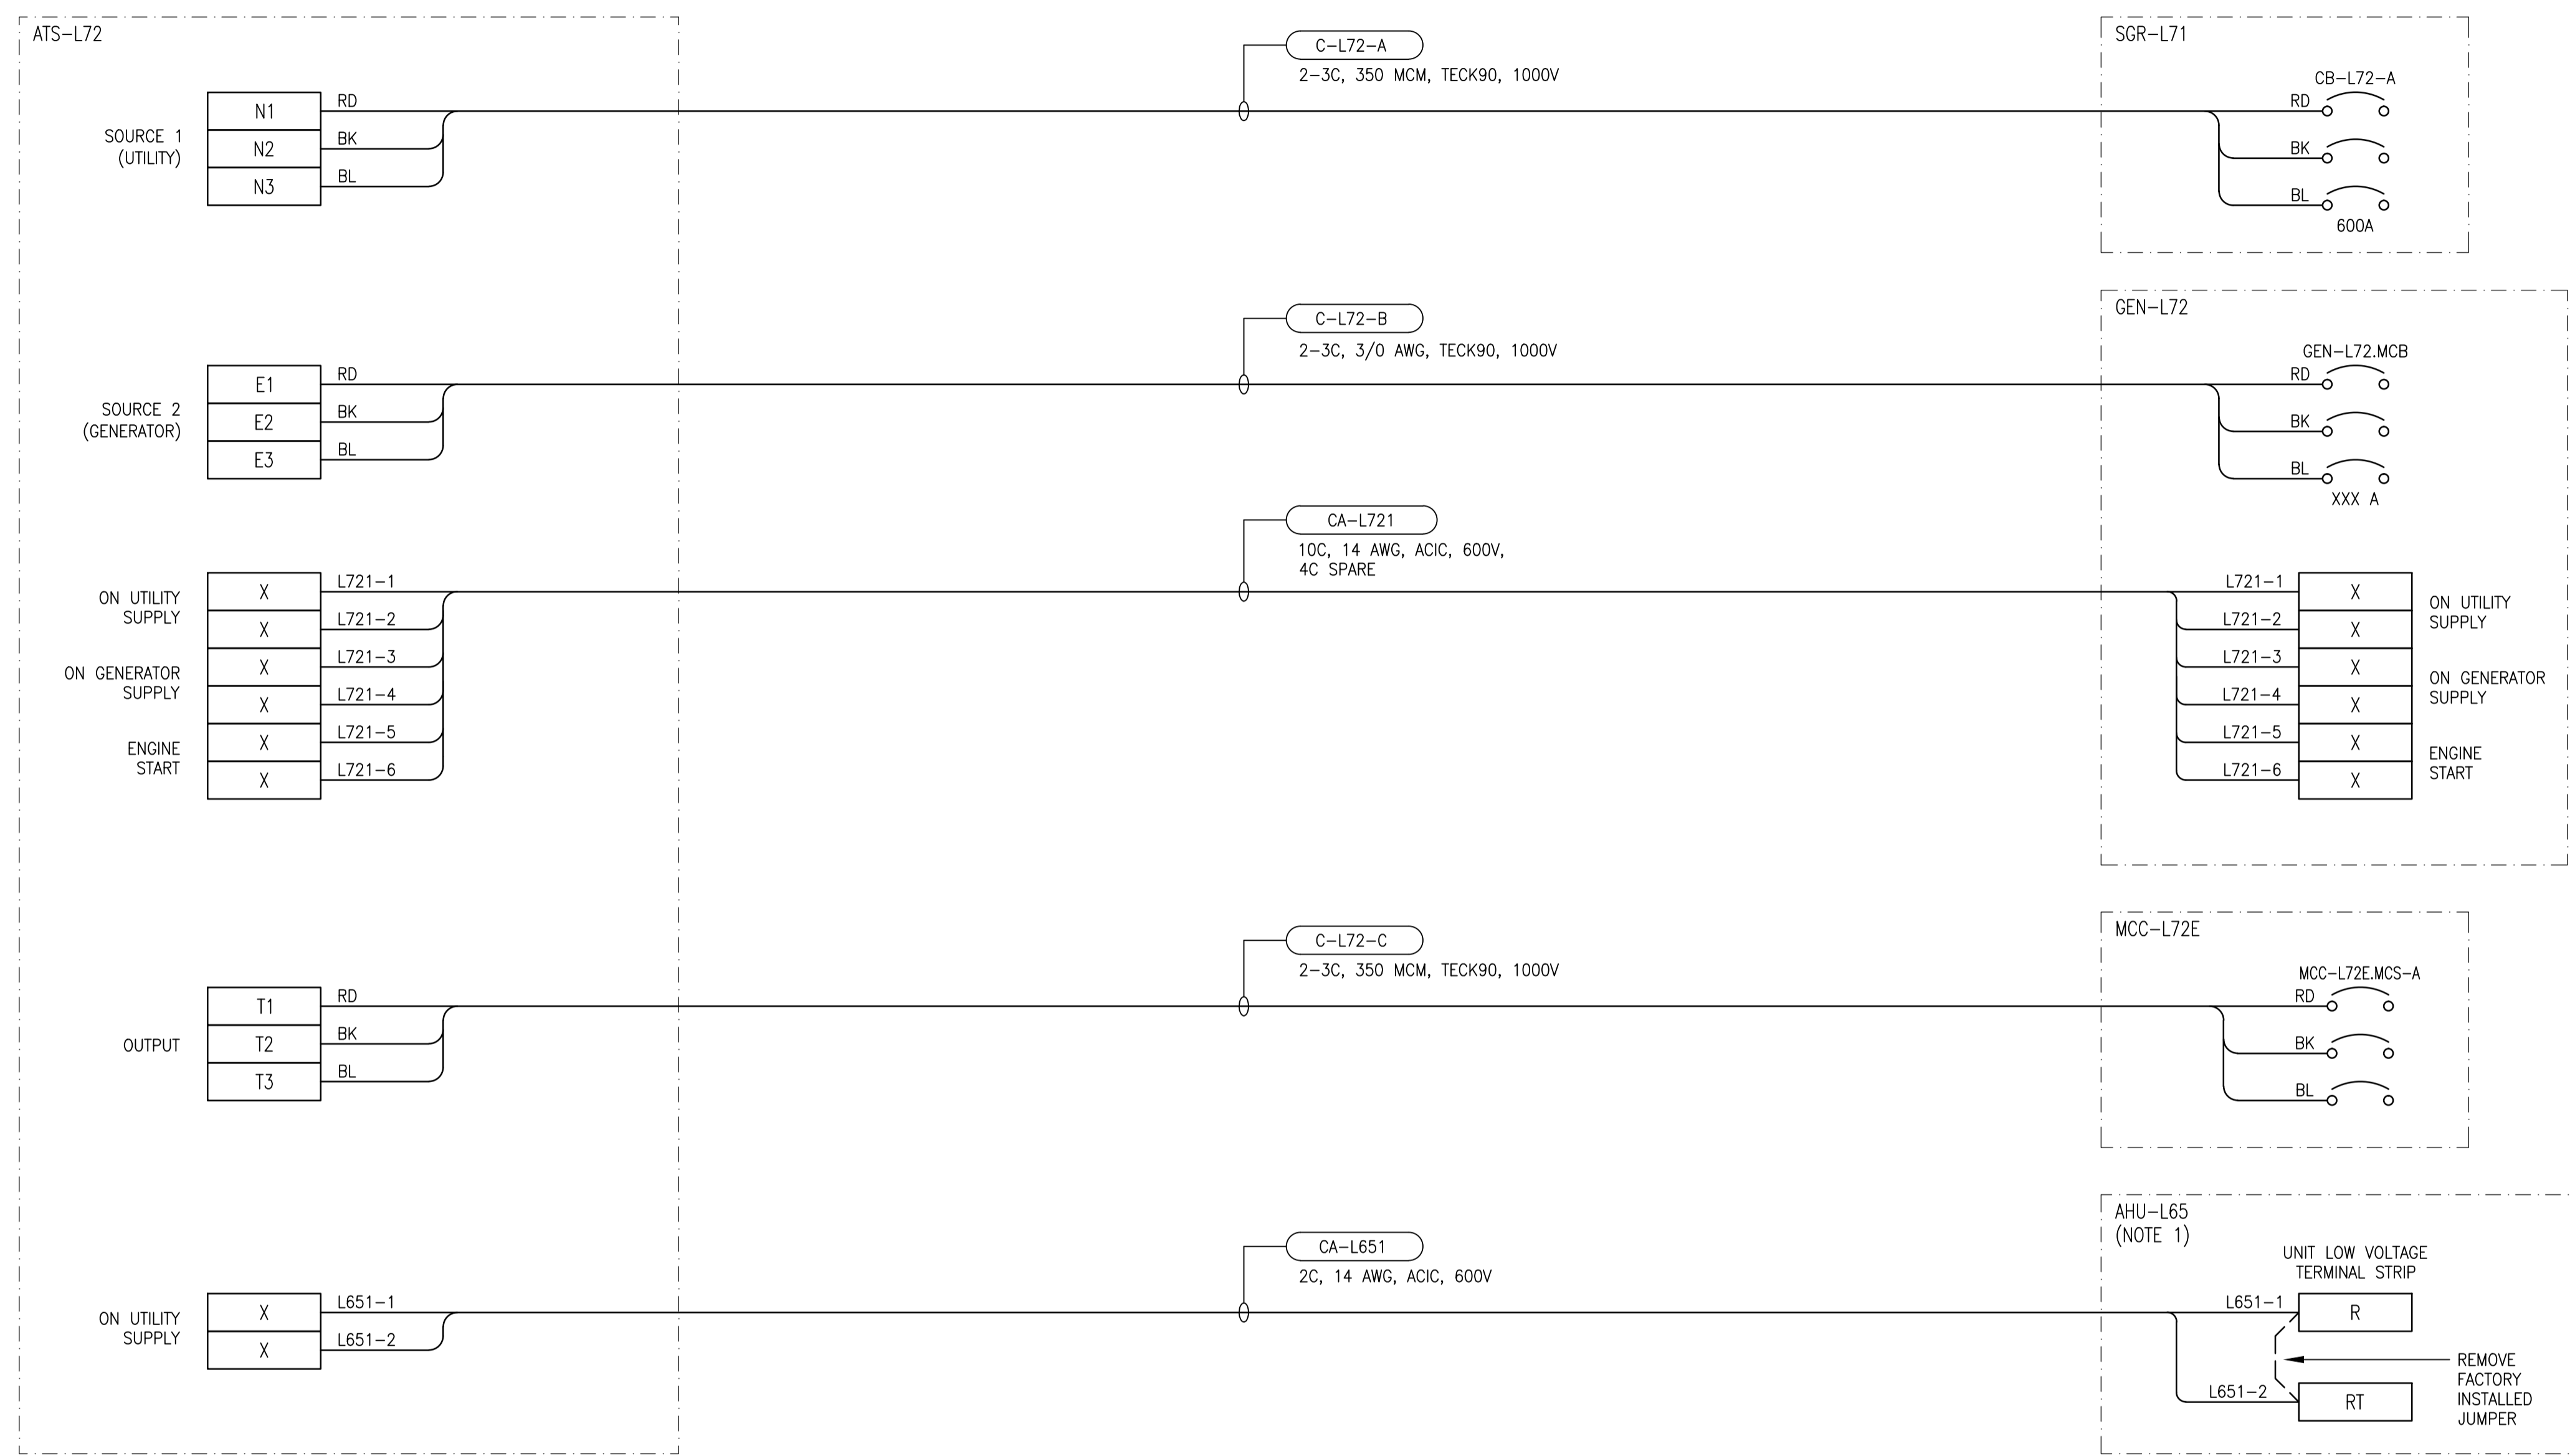 ATS-L72
SOURCE 1
(UTILITY)
N1
N2
N3
RD
BK
BL
C-L72-A
2-3C, 350 MCM, TECK90, 1000V
SGR-L71
CB-L72-A
RD
BK
BL
600A
SOURCE 2
(GENERATOR)
E1
E2
E3
RD
BK
BL
C-L72-B
2-3C, 3/0 AWG, TECK90, 1000V
GEN-L72
GEN-L72.MCB
RD
BK
BL
XXX A
ON UTILITY
SUPPLY
ON GENERATOR
SUPPLY
ENGINE
START
X
X
X
X
X
X
L721-1
L721-2
L721-3
L721-4
L721-5
L721-6
CA-L721
10C, 14 AWG, ACIC, 600V,
4C SPARE
L721-1
L721-2
L721-3
L721-4
L721-5
L721-6
X
X
X
X
X
X
ON UTILITY
SUPPLY
ON GENERATOR
SUPPLY
ENGINE
START
OUTPUT
T1
T2
T3
RD
BK
BL
C-L72-C
2-3C, 350 MCM, TECK90, 1000V
MCC-L72E
MCC-L72E.MCS-A
RD
BK
BL
ON UTILITY
SUPPLY
X
X
L651-1
L651-2
CA-L651
2C, 14 AWG, ACIC, 600V
AHU-L65
(NOTE 1)
UNIT LOW VOLTAGE
TERMINAL STRIP
L651-1
R
L651-2
RT
REMOVE
FACTORY
INSTALLED
JUMPER